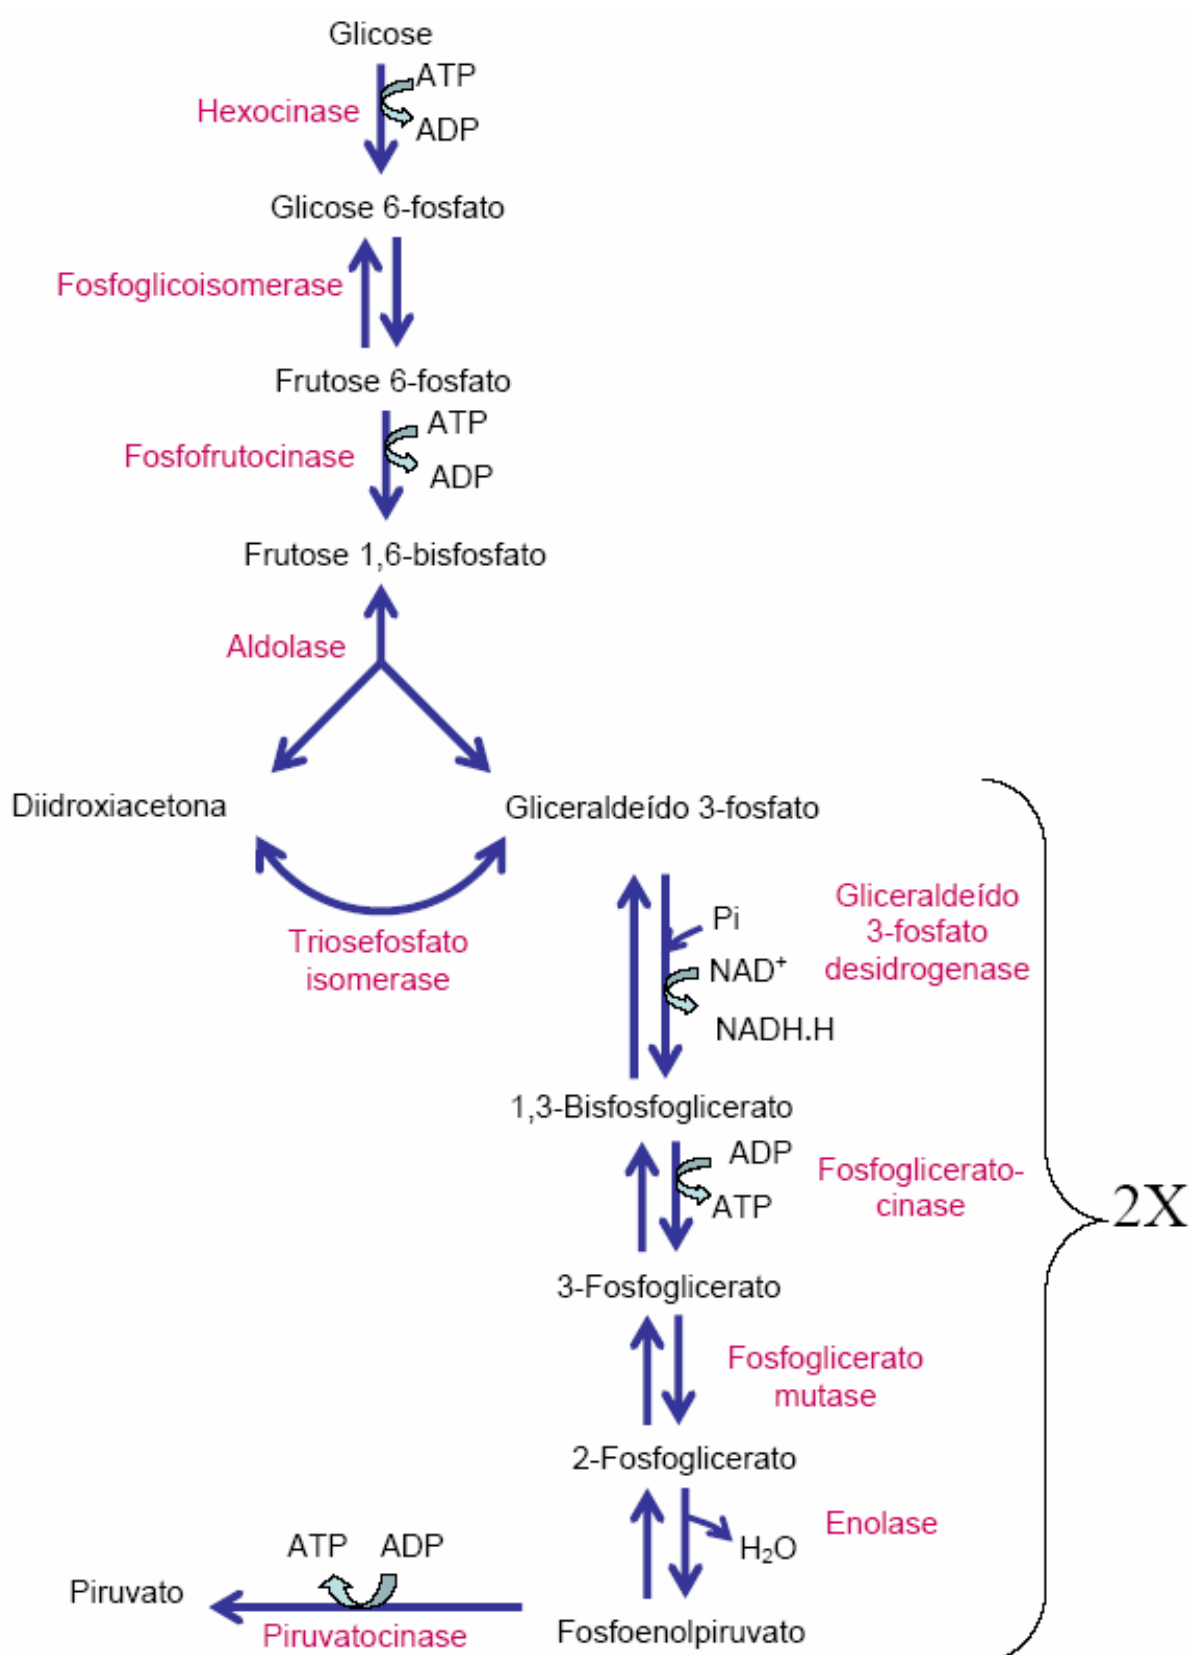 Glicose
ATP
Hexocinase
ADP
Glicose 6-fosfato
Fosfoglicoisomerase
Frutose 6-fosfato
ATP
Fosfofrutocinase
ADP
Frutose 1,6-bisfosfato
Aldolase
Diidroxiacetona
Gliceraldeído 3-fosfato
Triosefosfato
isomerase
Pi
NAD⁺
NADH.H
Gliceraldeído
3-fosfato
desidrogenase
1,3-Bisfosfoglicerato
ADP
ATP
Fosfoglicerato-
cinase
2X
3-Fosfoglicerato
Fosfoglicerato
mutase
2-Fosfoglicerato
Enolase
H₂O
ATP ADP
Piruvato
Piruvatocinase
Fosfoenolpiruvato